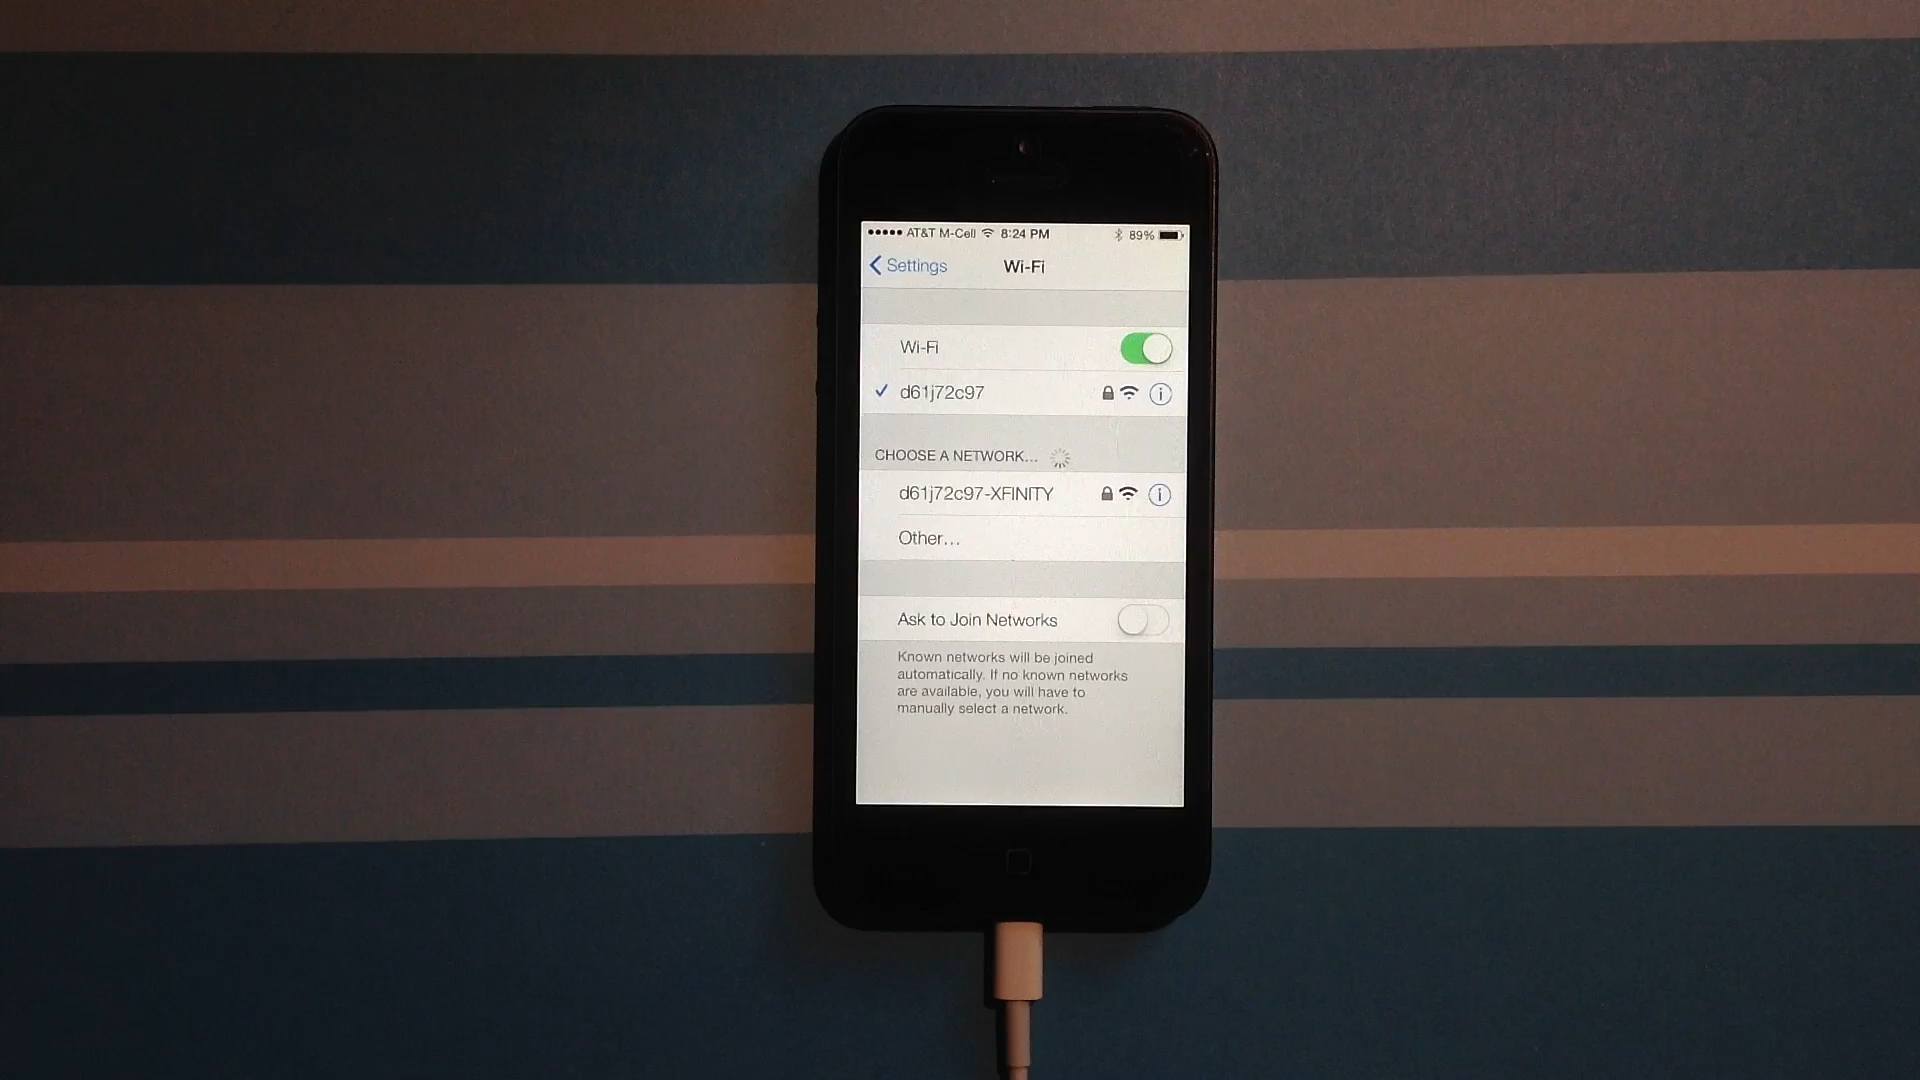 AT&T M-Cell 8:24 PM 89%
Settings Wi-Fi
Wi-Fi
d61j72c97
CHOOSE A NETWORK...
d61j72c97-XFINITY
Other...
Ask to Join Networks
Known networks will be joined
automatically. If no known networks
are available, you will have to
manually select a network.